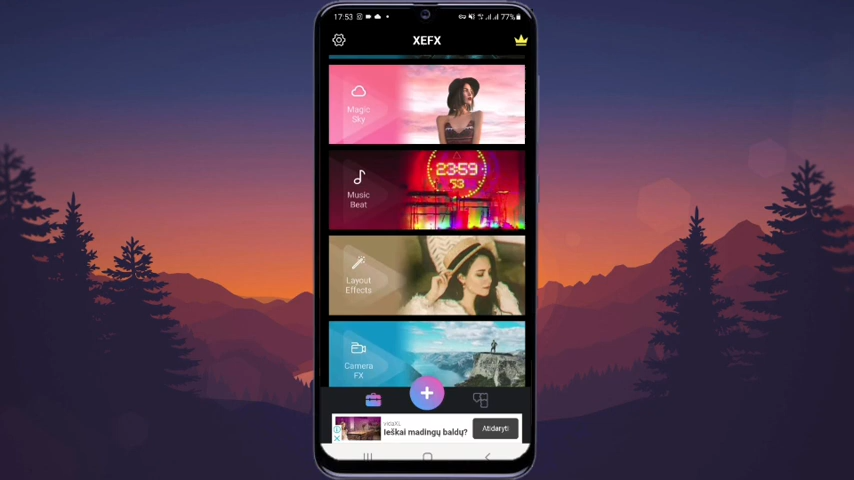 17:53
77%
XEFX
Magic
Sky
23:59
53
Music
Beat
Layout
Effects
Camera
FX
vidaXL
Ieškai madingų baldų?
Atidaryti